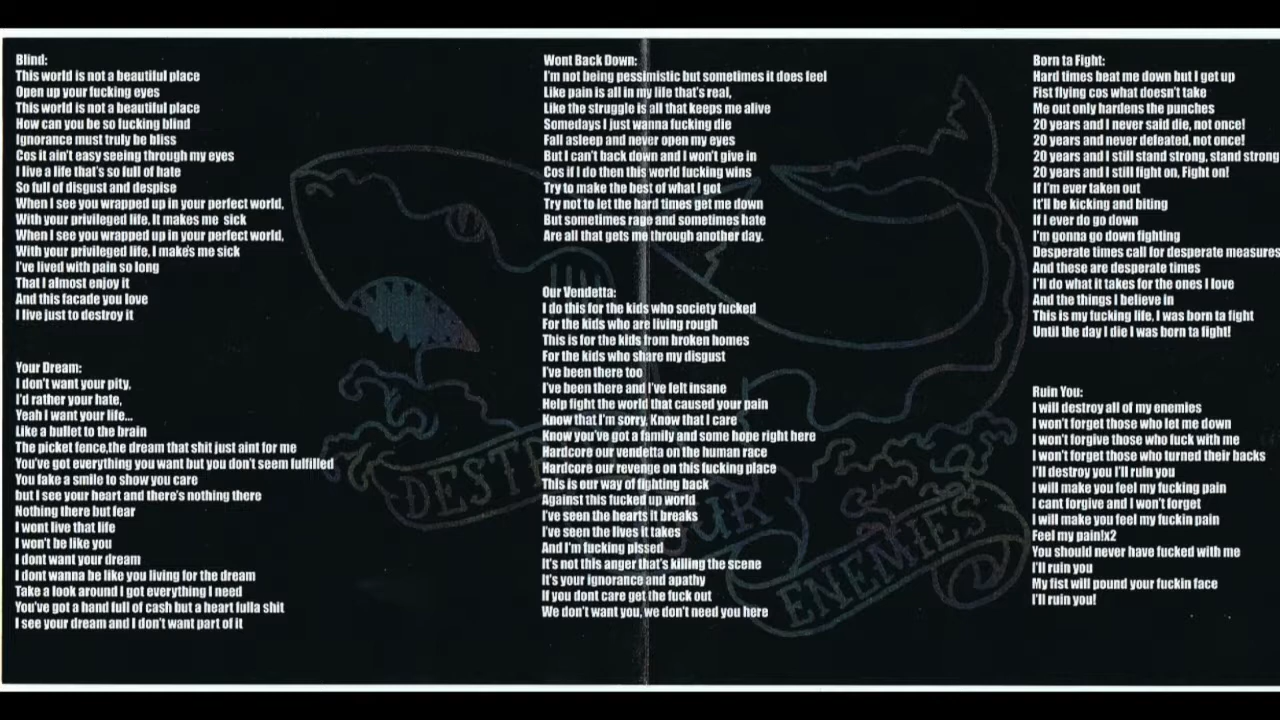 Blind:
This world is not a beautiful place
Open up your fucking eyes
This world is not a beautiful place
How can you be so fucking blind
Ignorance must truly be bliss
Cos it ain't easy seeing through my eyes
I live a life that's so full of hate
So full of disgust and despise
When I see you wrapped up in your perfect world,
With your privileged life, It makes me sick
When I see you wrapped up in your perfect world,
With your privileged life, I makes me sick
I've lived with pain so long
That I almost enjoy it
And this facade you love
I live just to destroy it
Your Dream:
I don't want your pity,
I'd rather your hate,
Yeah I want your life...
Like a bullet to the brain
The picket fence,the dream that shit just aint for me
You've got everything you want but you don't seem fulfilled
You fake a smile to show you care
but I see your heart and there's nothing there
Nothing there but fear
I wont live that life
I won't be like you
I dont want your dream
I dont wanna be like you living for the dream
Take a look around I got everything I need
You've got a hand full of cash but a heart fulla shit
I see your dream and I don't want part of it
Wont Back Down:
I'm not being pessimistic but sometimes it does feel
Like pain is all in my life that's real,
Like the struggle is all that keeps me alive
Somedays I just wanna fucking die
Fall asleep and never open my eyes
But I can't back down and I won't give in
Cos if I do then this world fucking wins
Try to make the best of what I got
Try not to let the hard times get me down
But sometimes rage and sometimes hate
Are all that gets me through another day.
Our Vendetta:
I do this for the kids who society fucked
For the kids who are living rough
This is for the kids from broken homes
For the kids who share my disgust
I've been there too
I've been there and I've felt insane
Help fight the world that caused your pain
Know that I'm sorry, Know that I care
Know you've got a family and some hope right here
Hardcore our vendetta on the human race
Hardcore our revenge on this fucking place
This is our way of fighting back
Against this fucked up world
I've seen the hearts it breaks
I've seen the lives it takes
And I'm fucking pissed
It's not this anger that's killing the scene
It's your ignorance and apathy
If you dont care get the fuck out
We don't want you, we don't need you here
Born ta Fight:
Hard times beat me down but I get up
Fist flying cos what doesn't take
Me out only hardens the punches
20 years and I never said die, not once!
20 years and never defeated, not once!
20 years and I still stand strong, stand strong
20 years and I still fight on, Fight on!
If I'm ever taken out
It'll be kicking and biting
If I ever do go down
I'm gonna go down fighting
Desperate times call for desperate measures
And these are desperate times
I'll do what it takes for the ones I love
And the things I believe in
This is my fucking life, I was born ta fight
Until the day I die I was born ta fight!
Ruin You:
I will destroy all of my enemies
I won't forget those who let me down
I won't forgive those who fuck with me
I won't forget those who turned their backs
I'll destroy you I'll ruin you
I will make you feel my fucking pain
I cant forgive and I won't forget
I will make you feel my fuckin pain
Feel my pain!x2
You should never have fucked with me
I'll ruin you
My fist will pound your fuckin face
I'll ruin you!
ENEMIES